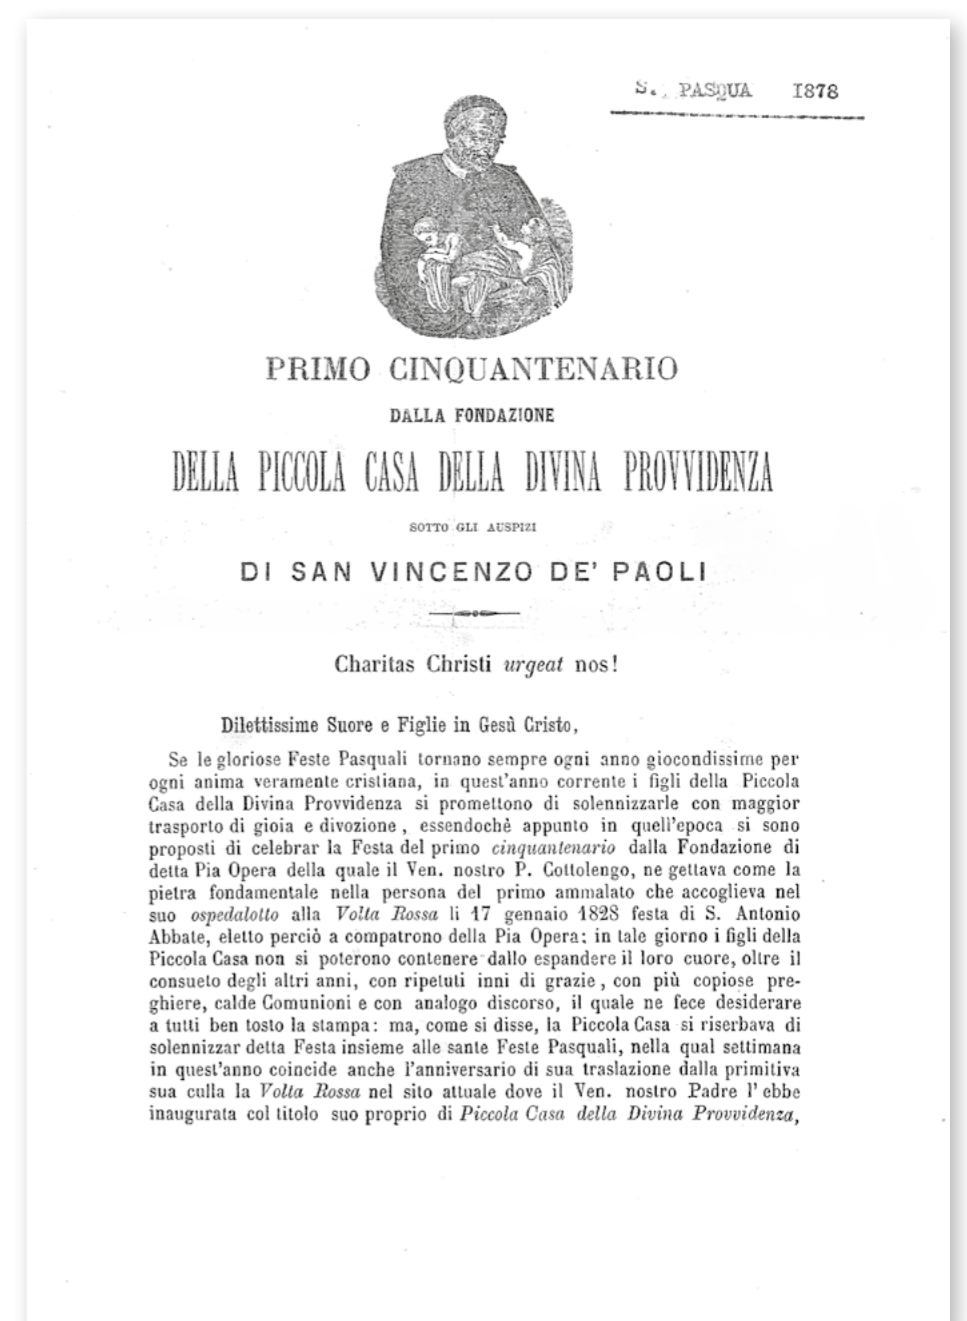 S. PASQUA 1878
PRIMO CINQUANTENARIO
DALLA FONDAZIONE
DELLA PICCOLA CASA DELLA DIVINA PROVVIDENZA
SOTTO GLI AUSPIZI
DI SAN VINCENZO DE' PAOLI
Charitas Christi urgeat nos!
Dilettissime Suore e Figlie in Gesù Cristo,
Se le gloriose Feste Pasquali tornano sempre ogni anno giocondissime per
ogni anima veramente cristiana, in quest'anno corrente i figli della Piccola
Casa della Divina Provvidenza si promettono di solennizzarle con maggior
trasporto di gioia e divozione, essendochè appunto in quell'epoca si sono
proposti di celebrar la Festa del primo cinquantenario dalla Fondazione di
detta Pia Opera della quale il Ven. nostro P. Cottolengo, ne gettava come la
pietra fondamentale nella persona del primo ammalato che accoglieva nel
suo ospedalotto alla Volta Rossa li 17 gennaio 1828 festa di S. Antonio
Abbate, eletto perciò a compatrono della Pia Opera; in tale giorno i figli della
Piccola Casa non si poterono contenere dallo espandere il loro cuore, oltre il
consueto degli altri anni, con ripetuti inni di grazie, con più copiose pre-
ghiere, calde Comunioni e con analogo discorso, il quale ne fece desiderare
a tutti ben tosto la stampa: ma, come si disse, la Piccola Casa si riserbava di
solennizzar detta Festa insieme alle sante Feste Pasquali, nella qual settimana
in quest'anno coincide anche l'anniversario di sua traslazione dalla primitiva
sua culla la Volta Rossa nel sito attuale dove il Ven. nostro Padre l' ebbe
inaugurata col titolo suo proprio di Piccola Casa della Divina Provvidenza,